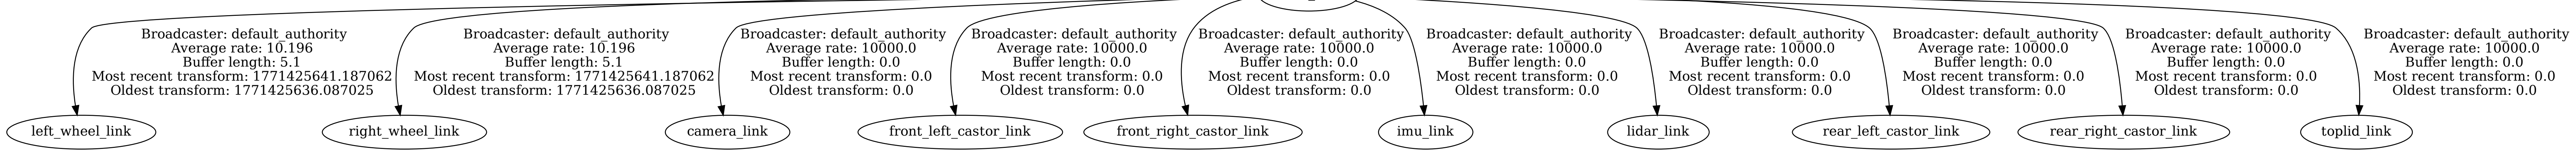 Broadcaster: default_authority
Average rate: 10.196
Buffer length: 5.1
Most recent transform: 1771425641.187062
Oldest transform: 1771425636.087025
Broadcaster: default_authority
Average rate: 10.196
Buffer length: 5.1
Most recent transform: 1771425641.187062
Oldest transform: 1771425636.087025
Broadcaster: default_authority
Average rate: 10000.0
Buffer length: 0.0
Most recent transform: 0.0
Oldest transform: 0.0
Broadcaster: default_authority
Average rate: 10000.0
Buffer length: 0.0
Most recent transform: 0.0
Oldest transform: 0.0
Broadcaster: default_authority
Average rate: 10000.0
Buffer length: 0.0
Most recent transform: 0.0
Oldest transform: 0.0
Broadcaster: default_authority
Average rate: 10000.0
Buffer length: 0.0
Most recent transform: 0.0
Oldest transform: 0.0
Broadcaster: default_authority
Average rate: 10000.0
Buffer length: 0.0
Most recent transform: 0.0
Oldest transform: 0.0
Broadcaster: default_authority
Average rate: 10000.0
Buffer length: 0.0
Most recent transform: 0.0
Oldest transform: 0.0
Broadcaster: default_authority
Average rate: 10000.0
Buffer length: 0.0
Most recent transform: 0.0
Oldest transform: 0.0
Broadcaster: default_authority
Average rate: 10000.0
Buffer length: 0.0
Most recent transform: 0.0
Oldest transform: 0.0
left_wheel_link
right_wheel_link
camera_link
front_left_castor_link
front_right_castor_link
imu_link
lidar_link
rear_left_castor_link
rear_right_castor_link
toplid_link